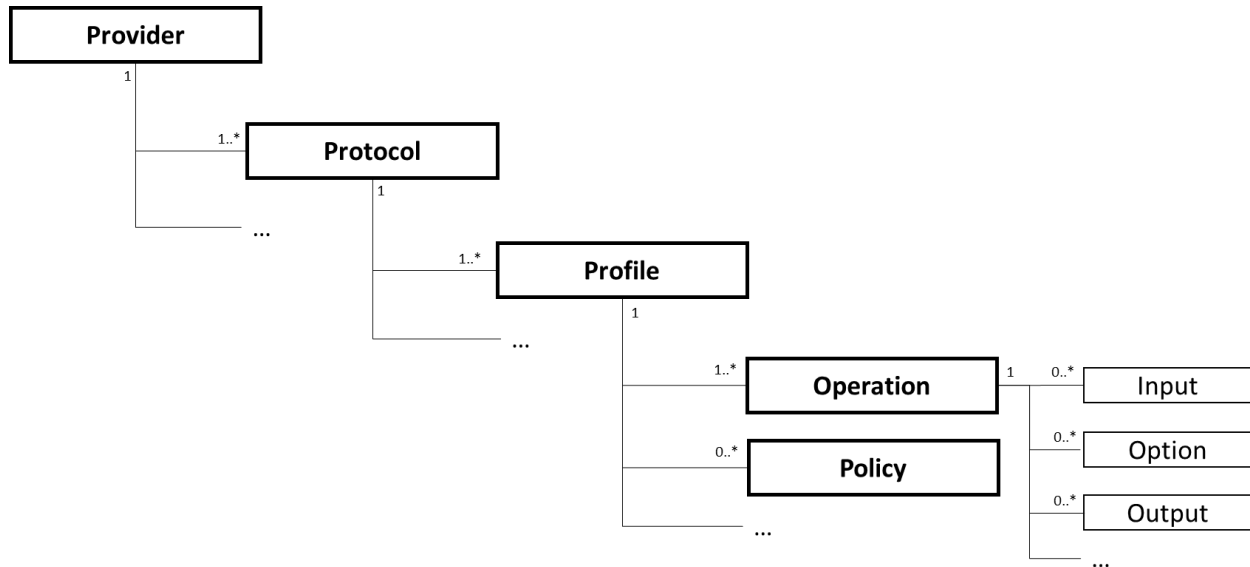 Provider
1
1..*
Protocol
...
1
1..*
Profile
...
1
1..*
Operation
1
0..*
Input
0..*
Policy
0..*
Option
0..*
Output
...
...